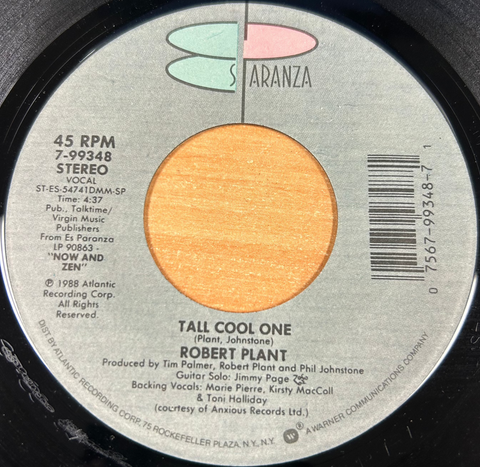 ES PARANZA
45 RPM
7-99348
STEREO
VOCAL
ST-ES-54741DMM-SP
Time: 4:37
Pub., Talktime/
Virgin Music
Publishers
From Es Paranza
LP 90863 -
"NOW AND
ZEN"
℗ 1988 Atlantic
Recording Corp.
All Rights
Reserved.
0 7567-99348-7 1
TALL COOL ONE
(Plant, Johnstone)
ROBERT PLANT
Produced by Tim Palmer, Robert Plant and Phil Johnstone
Guitar Solo: Jimmy Page
Backing Vocals: Marie Pierre, Kirsty MacColl
& Toni Halliday
(courtesy of Anxious Records Ltd.)
DIST. BY ATLANTIC RECORDING CORP. 75 ROCKEFELLER PLAZA, N.Y., N.Y. ® A WARNER COMMUNICATIONS COMPANY